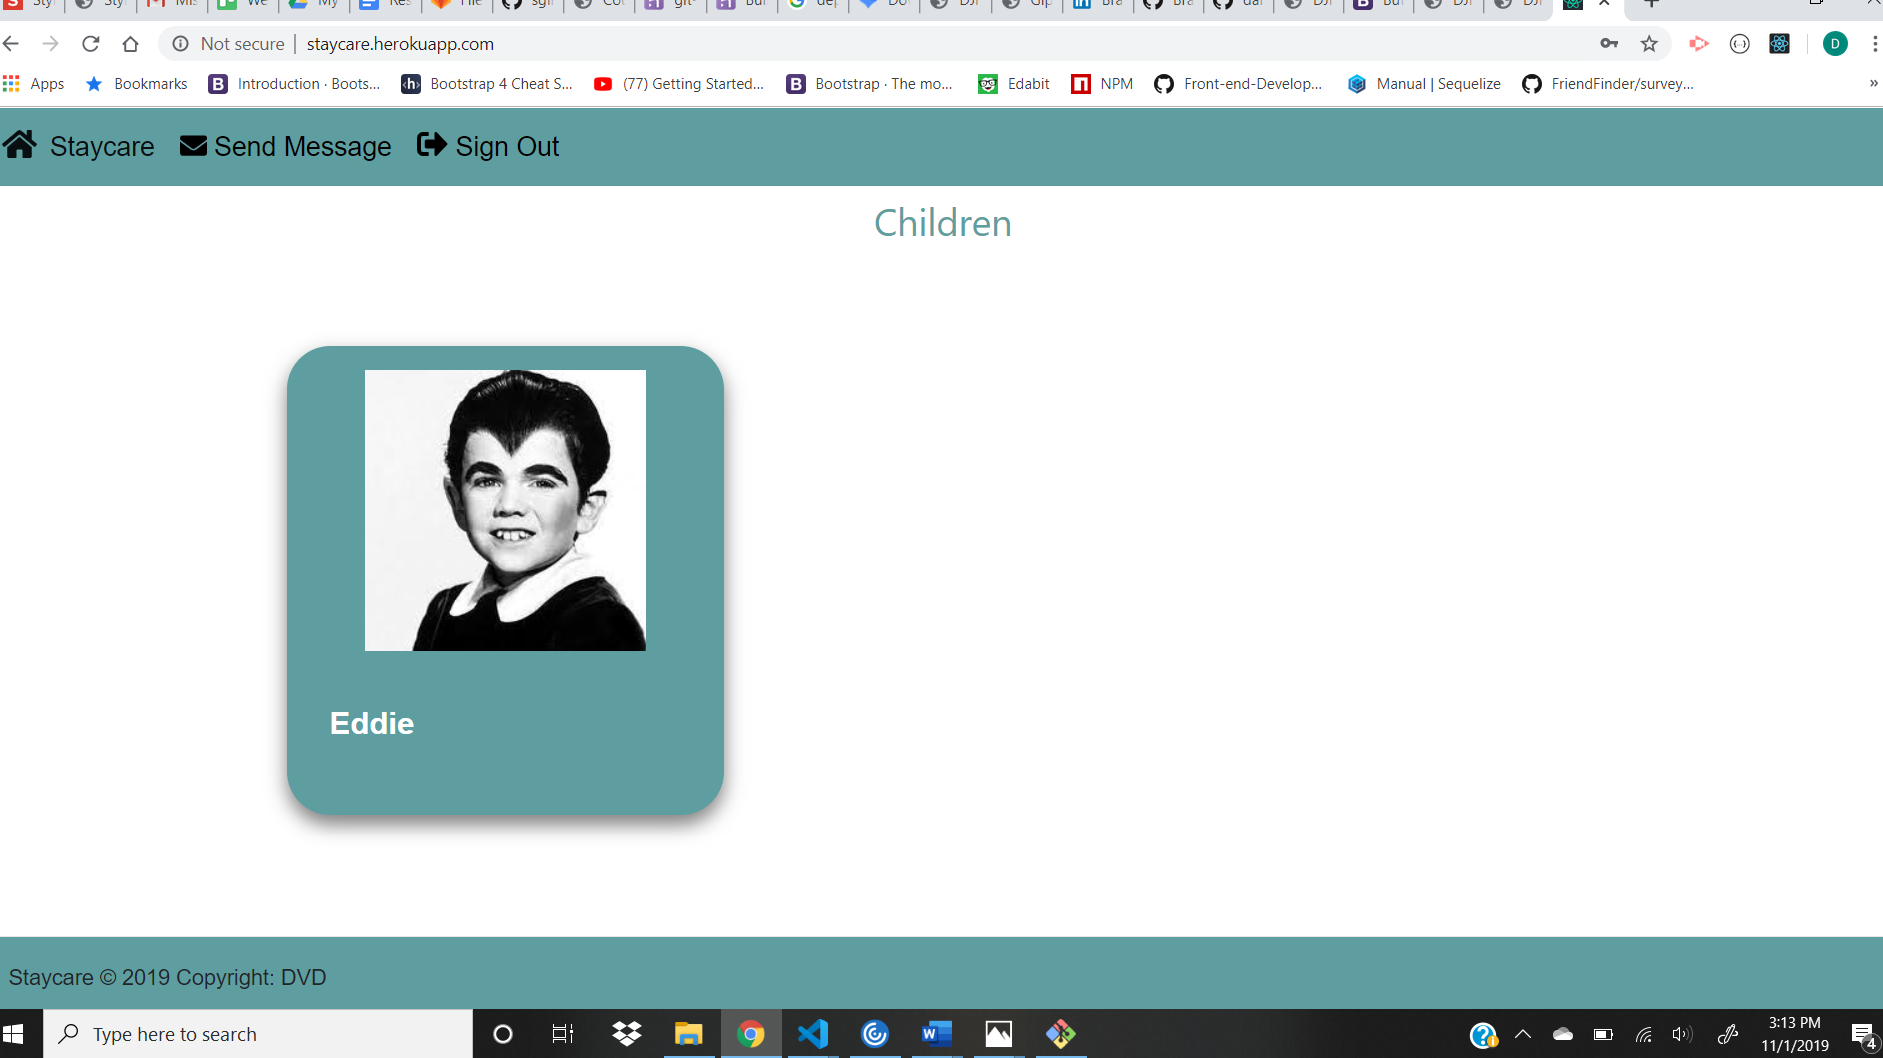 Not secure | staycare.herokuapp.com
Apps Bookmarks Introduction · Boots... Bootstrap 4 Cheat S... (77) Getting Started... Bootstrap · The mo... Edabit NPM Front-end-Develop... Manual | Sequelize FriendFinder/survey... »
Staycare Send Message Sign Out
Children
Eddie
Staycare © 2019 Copyright: DVD
Type here to search
3:13 PM
11/1/2019
4